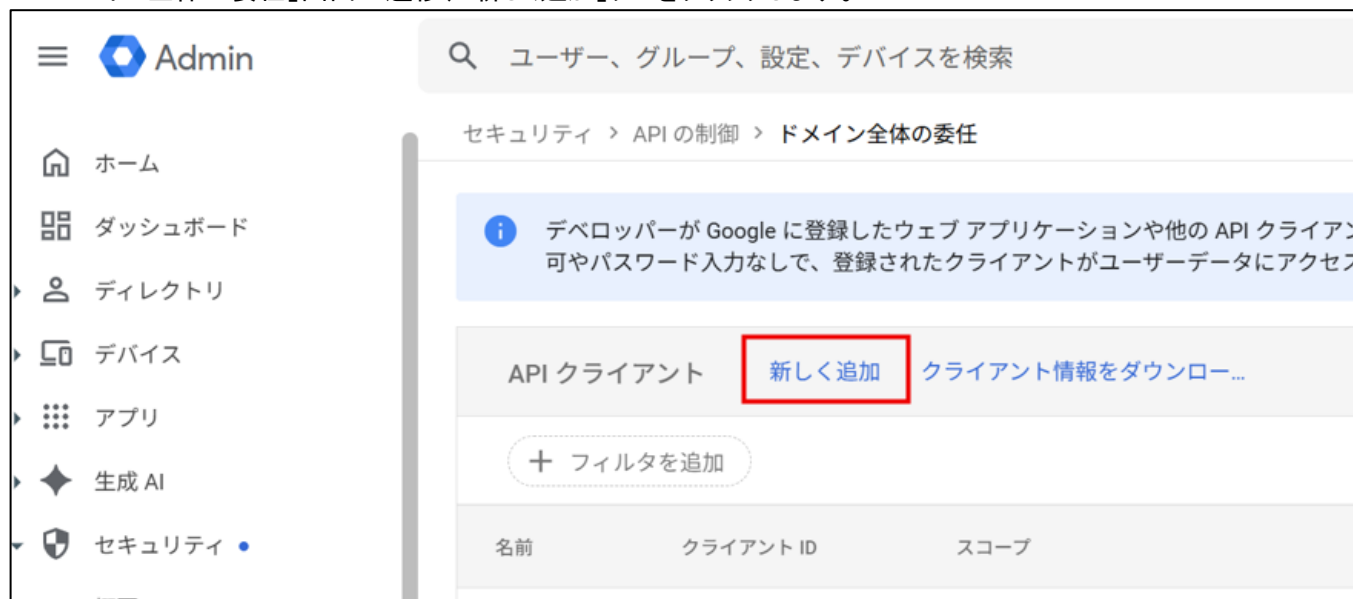 Admin
ユーザー、グループ、設定、デバイスを検索
セキュリティ > API の制御 > ドメイン全体の委任
ホーム
ダッシュボード
ディレクトリ
デバイス
アプリ
生成 AI
セキュリティ
デベロッパーが Google に登録したウェブ アプリケーションや他の API クライアン
可やパスワード入力なしで、登録されたクライアントがユーザーデータにアクセス
API クライアント 新しく追加 クライアント情報をダウンロー...
フィルタを追加
名前 クライアント ID スコープ